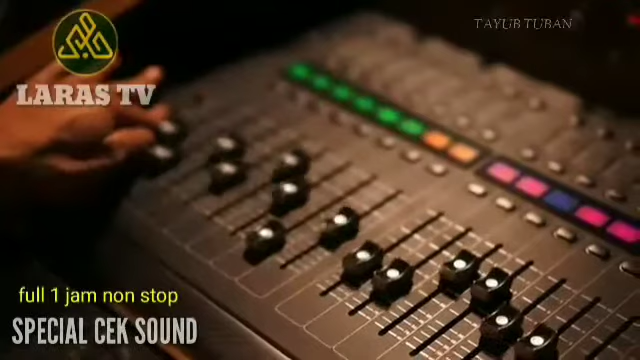 TAYUB TUBAN
LARAS TV
full 1 jam non stop
SPECIAL CEK SOUND